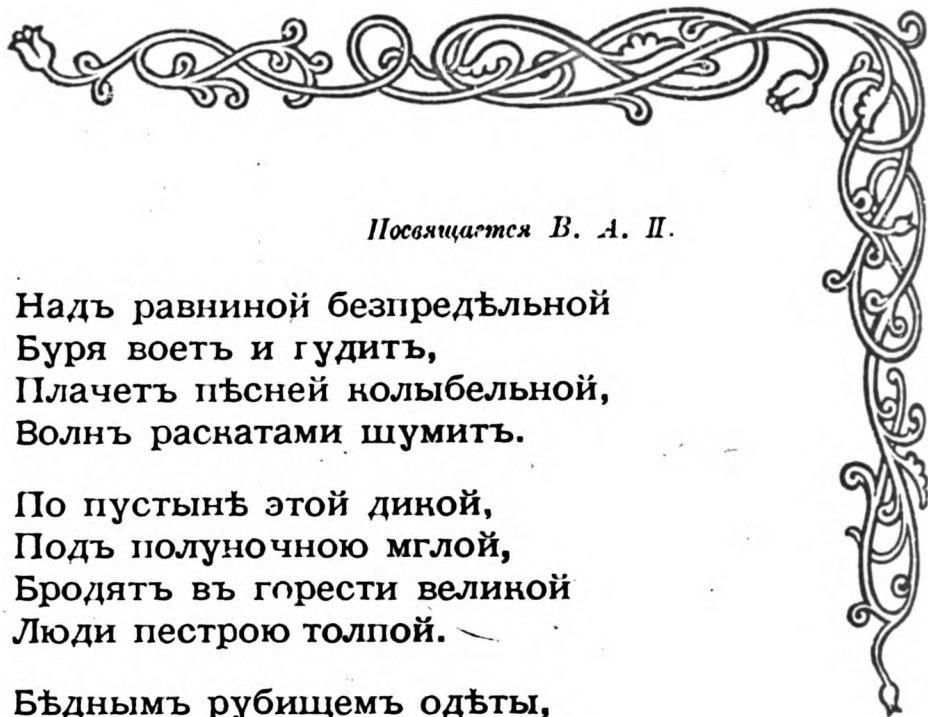 Посвящается В. А. П.
Надъ равниной безпредѣльной
Буря воетъ и гудитъ,
Плачетъ пѣсней колыбельной,
Волнъ раскатами шумитъ.
По пустынѣ этой дикой,
Подъ полуночною мглой,
Бродятъ въ горести великой
Люди пестрою толпой.
Бѣднымъ рубищемъ одѣты,